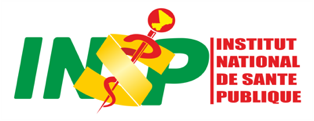 INSP
INSTITUT
NATIONAL
DE SANTE
PUBLIQUE